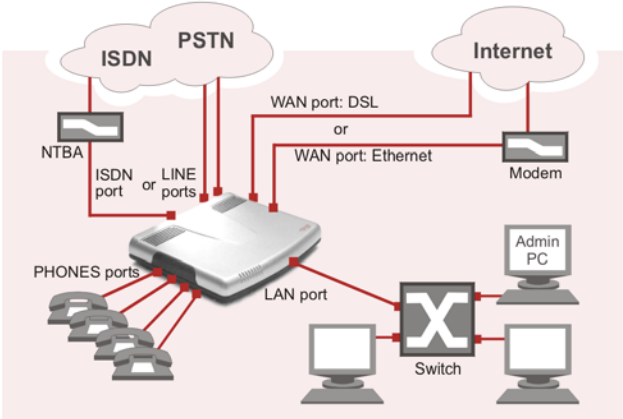 ISDN
PSTN
Internet
WAN port: DSL
or
WAN port: Ethernet
NTBA
Modem
ISDN
port
or
LINE
ports
Admin
PC
PHONES ports
LAN port
Switch